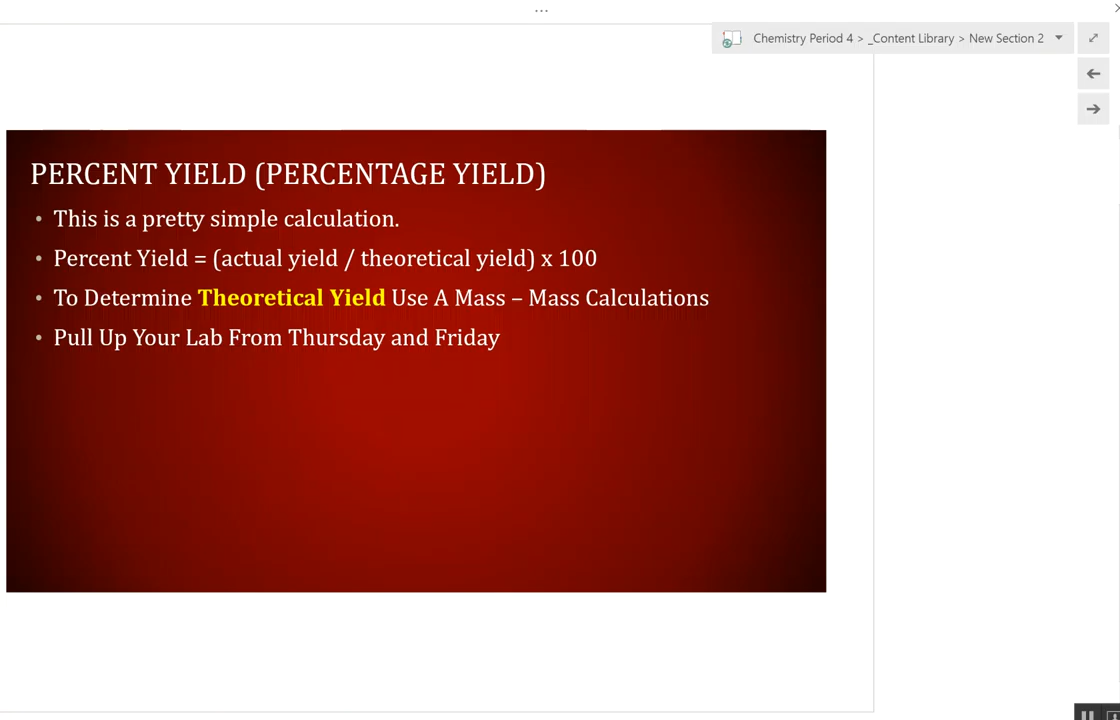 ...
Chemistry Period 4 > _Content Library > New Section 2
PERCENT YIELD (PERCENTAGE YIELD)
• This is a pretty simple calculation.
• Percent Yield = (actual yield / theoretical yield) x 100
• To Determine Theoretical Yield Use A Mass – Mass Calculations
• Pull Up Your Lab From Thursday and Friday